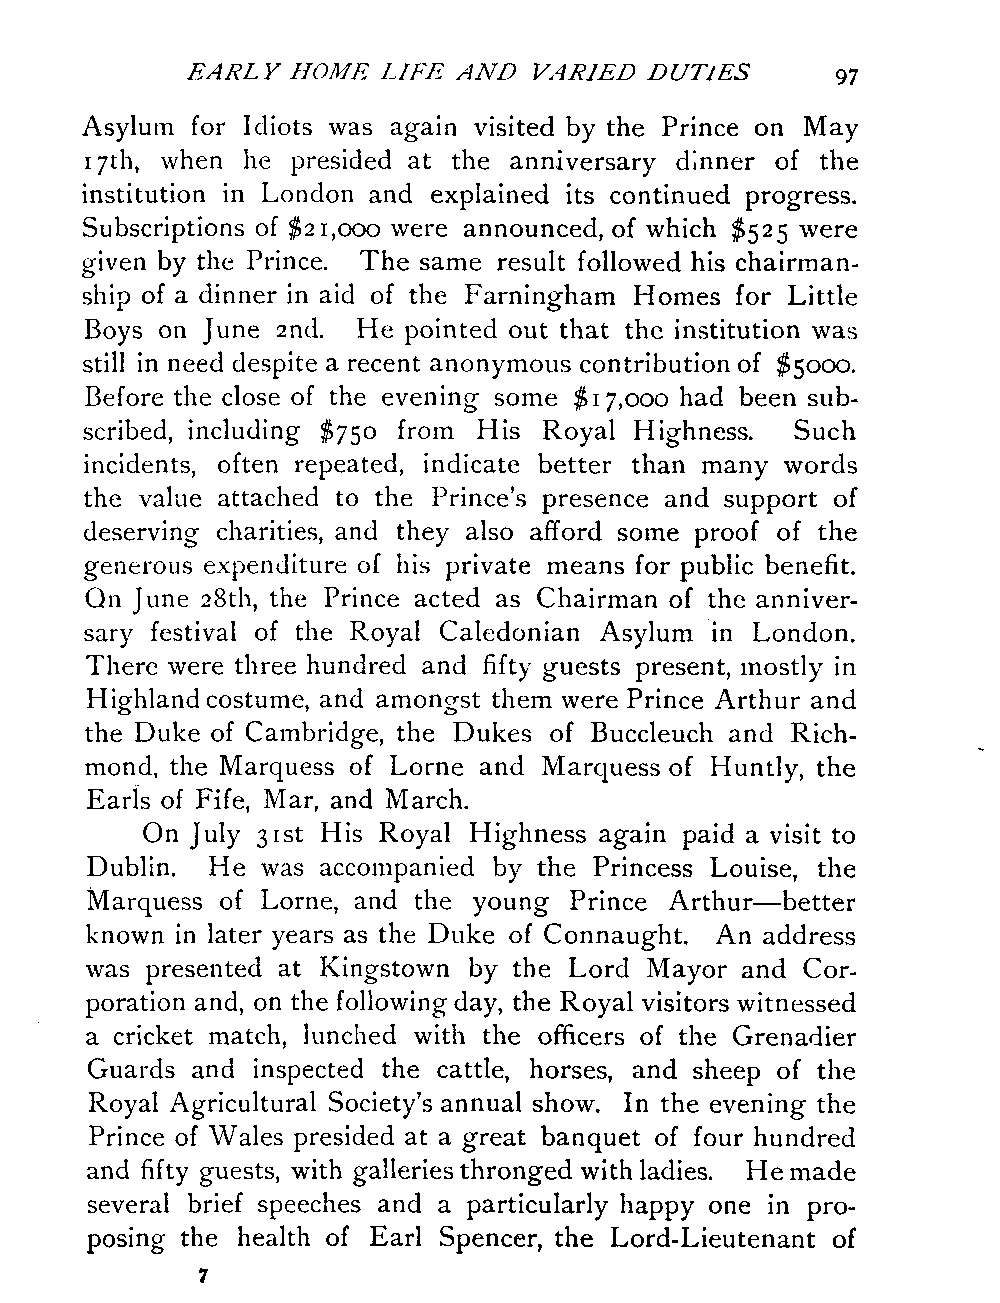 EARLY HOME LIFE AND VARIED DUTIES 97
Asylum for Idiots was again visited by the Prince on May
17th, when he presided at the anniversary dinner of the
institution in London and explained its continued progress.
Subscriptions of $21,000 were announced, of which $525 were
given by the Prince. The same result followed his chairman-
ship of a dinner in aid of the Farningham Homes for Little
Boys on June 2nd. He pointed out that the institution was
still in need despite a recent anonymous contribution of $5000.
Before the close of the evening some $17,000 had been sub-
scribed, including $750 from His Royal Highness. Such
incidents, often repeated, indicate better than many words
the value attached to the Prince's presence and support of
deserving charities, and they also afford some proof of the
generous expenditure of his private means for public benefit.
On June 28th, the Prince acted as Chairman of the anniver-
sary festival of the Royal Caledonian Asylum in London.
There were three hundred and fifty guests present, mostly in
Highland costume, and amongst them were Prince Arthur and
the Duke of Cambridge, the Dukes of Buccleuch and Rich-
mond, the Marquess of Lorne and Marquess of Huntly, the
Earls of Fife, Mar, and March.
On July 31st His Royal Highness again paid a visit to
Dublin. He was accompanied by the Princess Louise, the
Marquess of Lorne, and the young Prince Arthur—better
known in later years as the Duke of Connaught. An address
was presented at Kingstown by the Lord Mayor and Cor-
poration and, on the following day, the Royal visitors witnessed
a cricket match, lunched with the officers of the Grenadier
Guards and inspected the cattle, horses, and sheep of the
Royal Agricultural Society's annual show. In the evening the
Prince of Wales presided at a great banquet of four hundred
and fifty guests, with galleries thronged with ladies. He made
several brief speeches and a particularly happy one in pro-
posing the health of Earl Spencer, the Lord-Lieutenant of
7